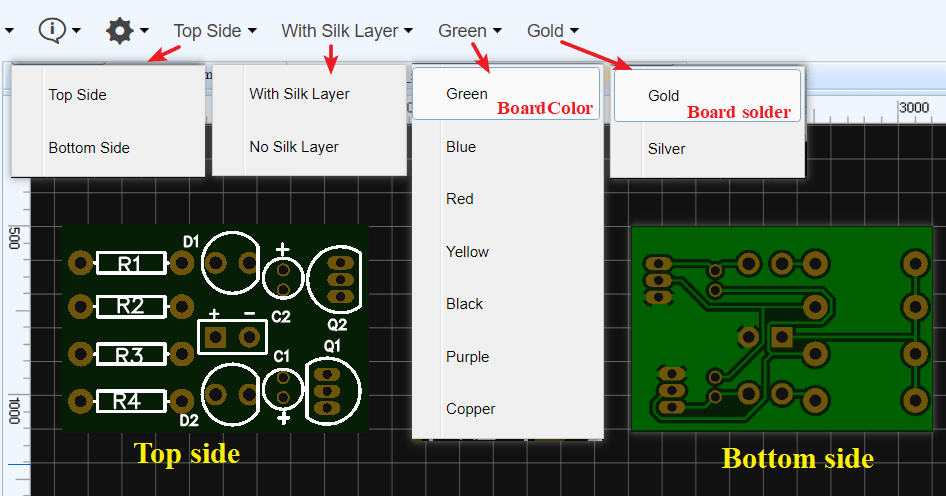 Top Side With Silk Layer Green Gold
Top Side
Bottom Side
With Silk Layer
No Silk Layer
Green
BoardColor
Blue
Red
Yellow
Black
Purple
Copper
Gold
Board solder
Silver
3000
500
1000
D1
+
R1
R2
+ -
C2
Q2
R3
C1
Q1
R4
D2
+
Top side
Bottom side